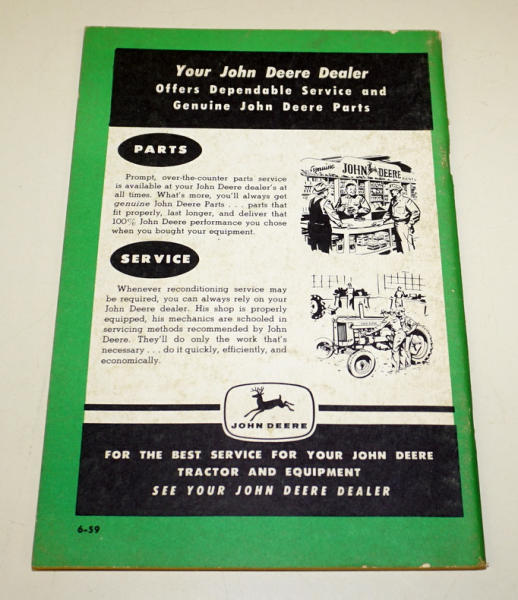 Your John Deere Dealer
Offers Dependable Service and
Genuine John Deere Parts
PARTS
Prompt, over-the-counter parts service
is available at your John Deere dealer's at
all times. What's more, you'll always get
genuine John Deere Parts . . . parts that
fit properly, last longer, and deliver that
100% John Deere performance you chose
when you bought your equipment.
Genuine JOHN DEERE PARTS
SERVICE
Whenever reconditioning service may
be required, you can always rely on your
John Deere dealer. His shop is properly
equipped, his mechanics are schooled in
servicing methods recommended by John
Deere. They'll do only the work that's
necessary . . . do it quickly, efficiently, and
economically.
JOHN DEERE
FOR THE BEST SERVICE FOR YOUR JOHN DEERE
TRACTOR AND EQUIPMENT
SEE YOUR JOHN DEERE DEALER
6-59